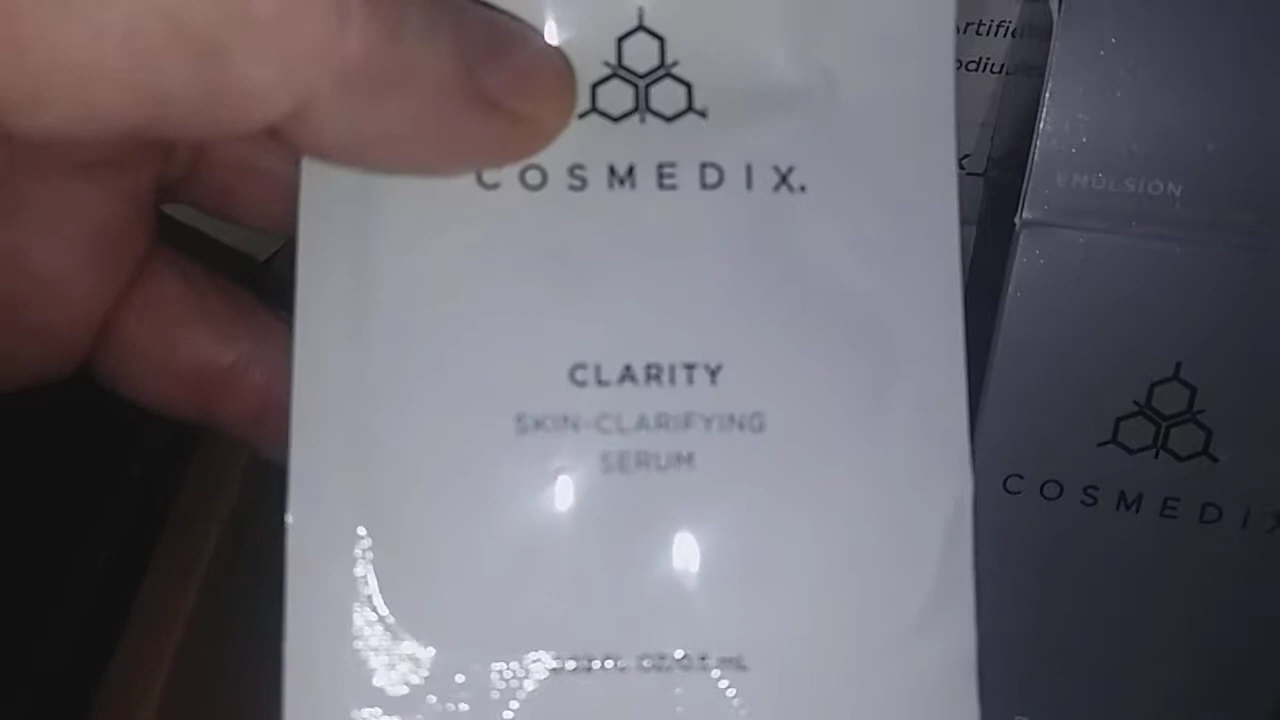 COSMEDIX.
CLARITY
SKIN-CLARIFYING
SERUM
EMULSION
COSMEDIX